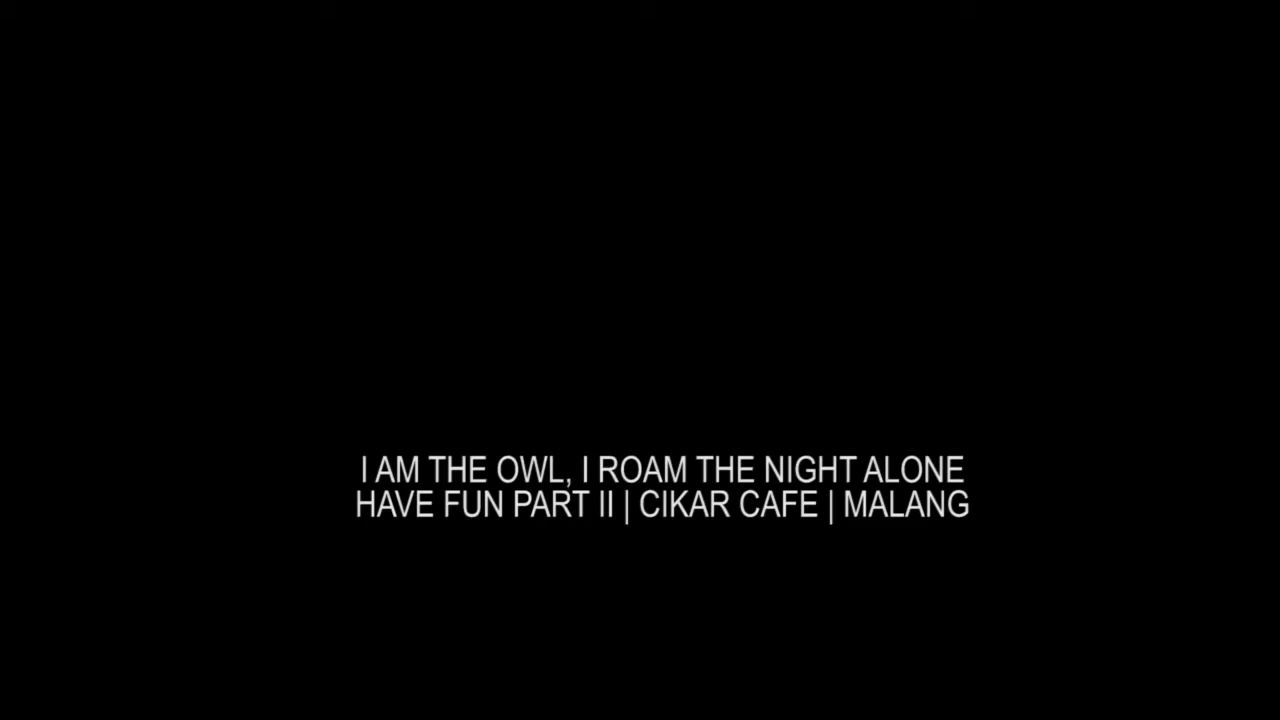 I AM THE OWL, I ROAM THE NIGHT ALONE
HAVE FUN PART II | CIKAR CAFE | MALANG